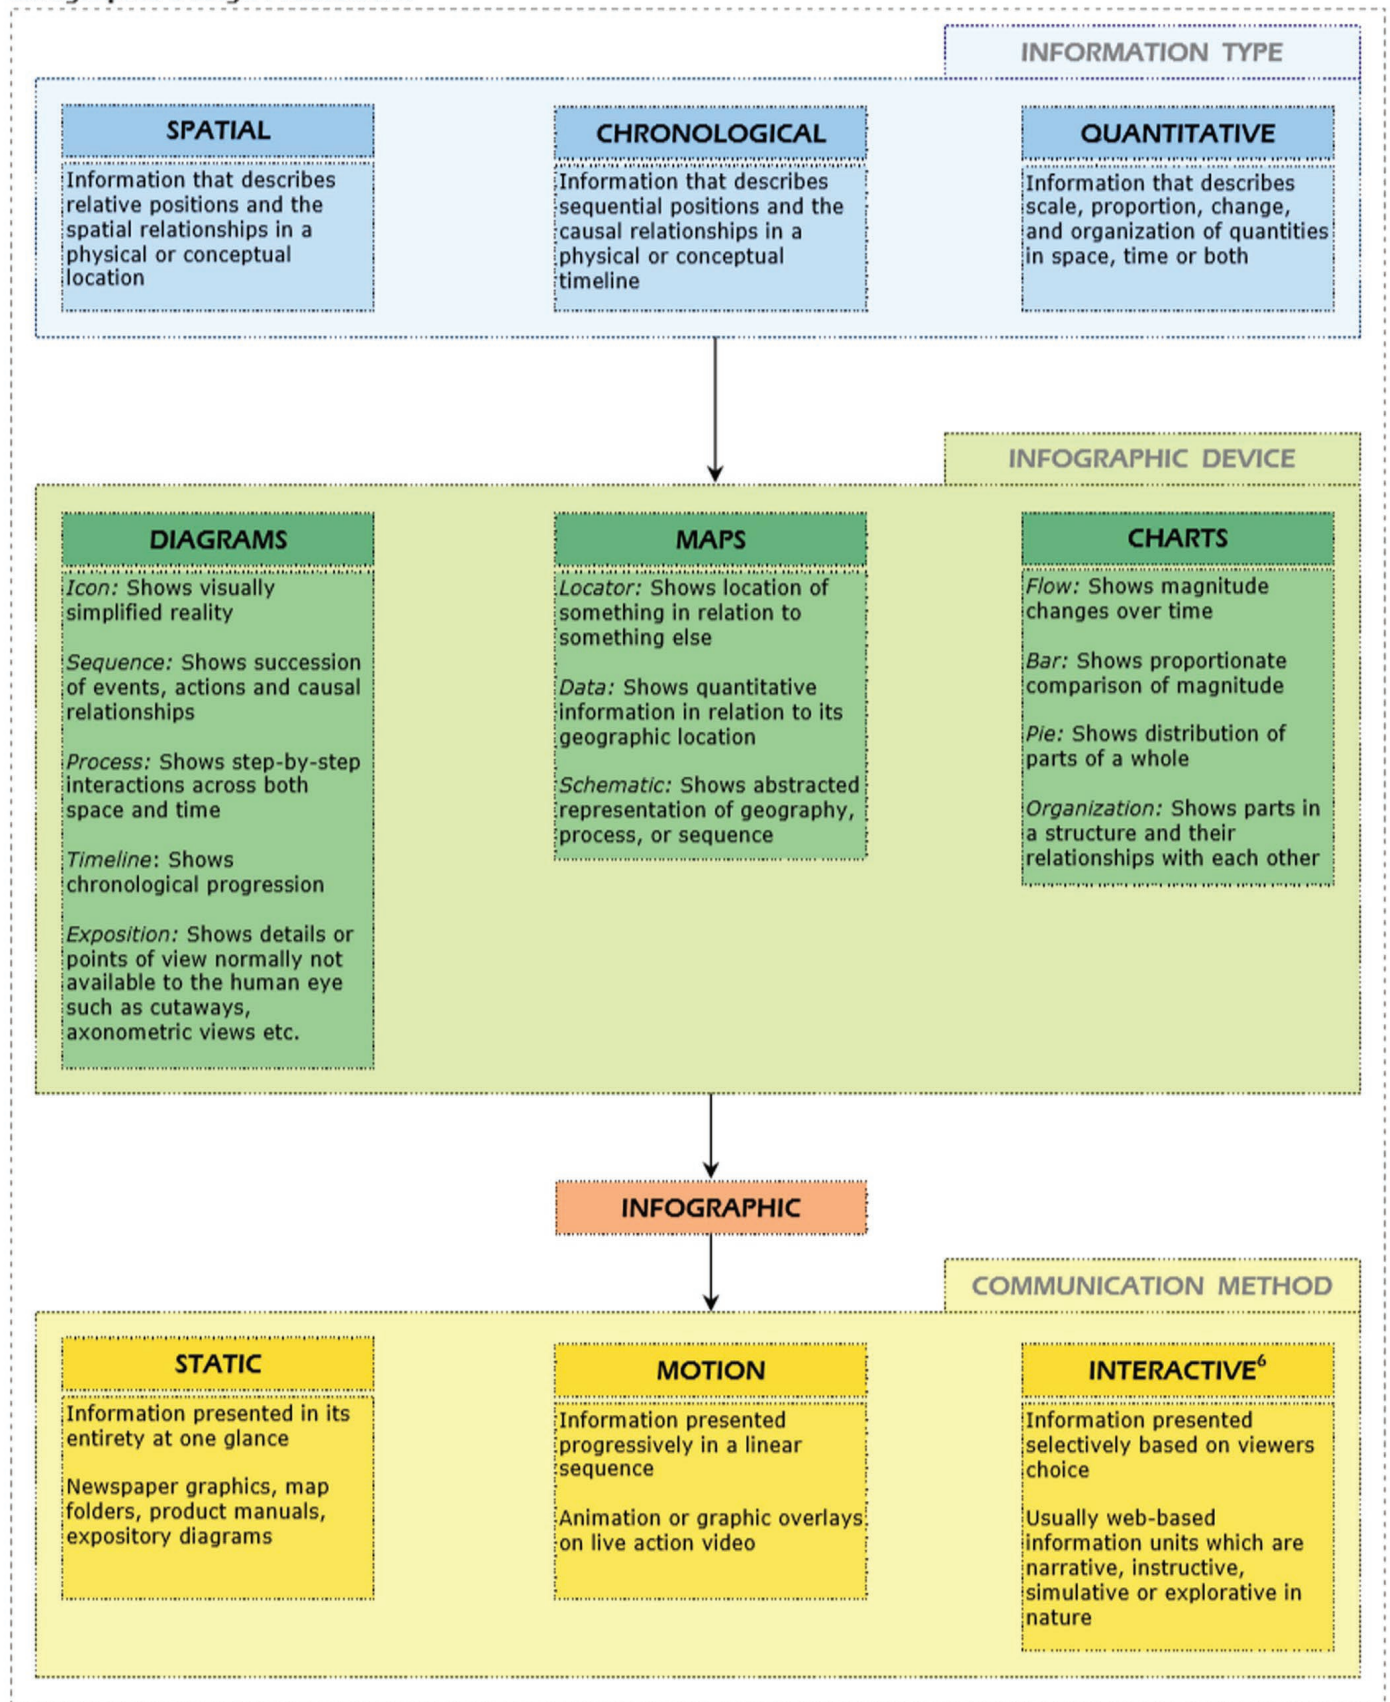 INFORMATION TYPE
SPATIAL
Information that describes
relative positions and the
spatial relationships in a
physical or conceptual
location
CHRONOLOGICAL
Information that describes
sequential positions and the
causal relationships in a
physical or conceptual
timeline
QUANTITATIVE
Information that describes
scale, proportion, change,
and organization of quantities
in space, time or both
INFOGRAPHIC DEVICE
DIAGRAMS
Icon: Shows visually
simplified reality
Sequence: Shows succession
of events, actions and causal
relationships
Process: Shows step-by-step
interactions across both
space and time
Timeline: Shows
chronological progression
Exposition: Shows details or
points of view normally not
available to the human eye
such as cutaways,
axonometric views etc.
MAPS
Locator: Shows location of
something in relation to
something else
Data: Shows quantitative
information in relation to its
geographic location
Schematic: Shows abstracted
representation of geography,
process, or sequence
CHARTS
Flow: Shows magnitude
changes over time
Bar: Shows proportionate
comparison of magnitude
Pie: Shows distribution of
parts of a whole
Organization: Shows parts in
a structure and their
relationships with each other
INFOGRAPHIC
COMMUNICATION METHOD
STATIC
Information presented in its
entirety at one glance
Newspaper graphics, map
folders, product manuals,
expository diagrams
MOTION
Information presented
progressively in a linear
sequence
Animation or graphic overlays
on live action video
INTERACTIVE⁶
Information presented
selectively based on viewers
choice
Usually web-based
information units which are
narrative, instructive,
simulative or explorative in
nature